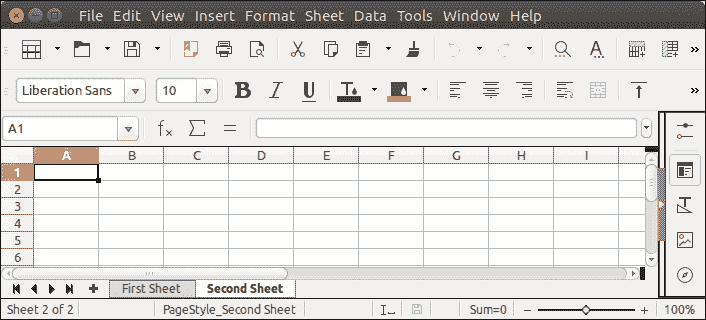 File Edit View Insert Format Sheet Data Tools Window Help
Liberation Sans 10 B I U T
A1 fx Σ =
A B C D E F G H I
1
2
3
4
5
6
First Sheet Second Sheet
Sheet 2 of 2 PageStyle_Second Sheet Sum=0 100%